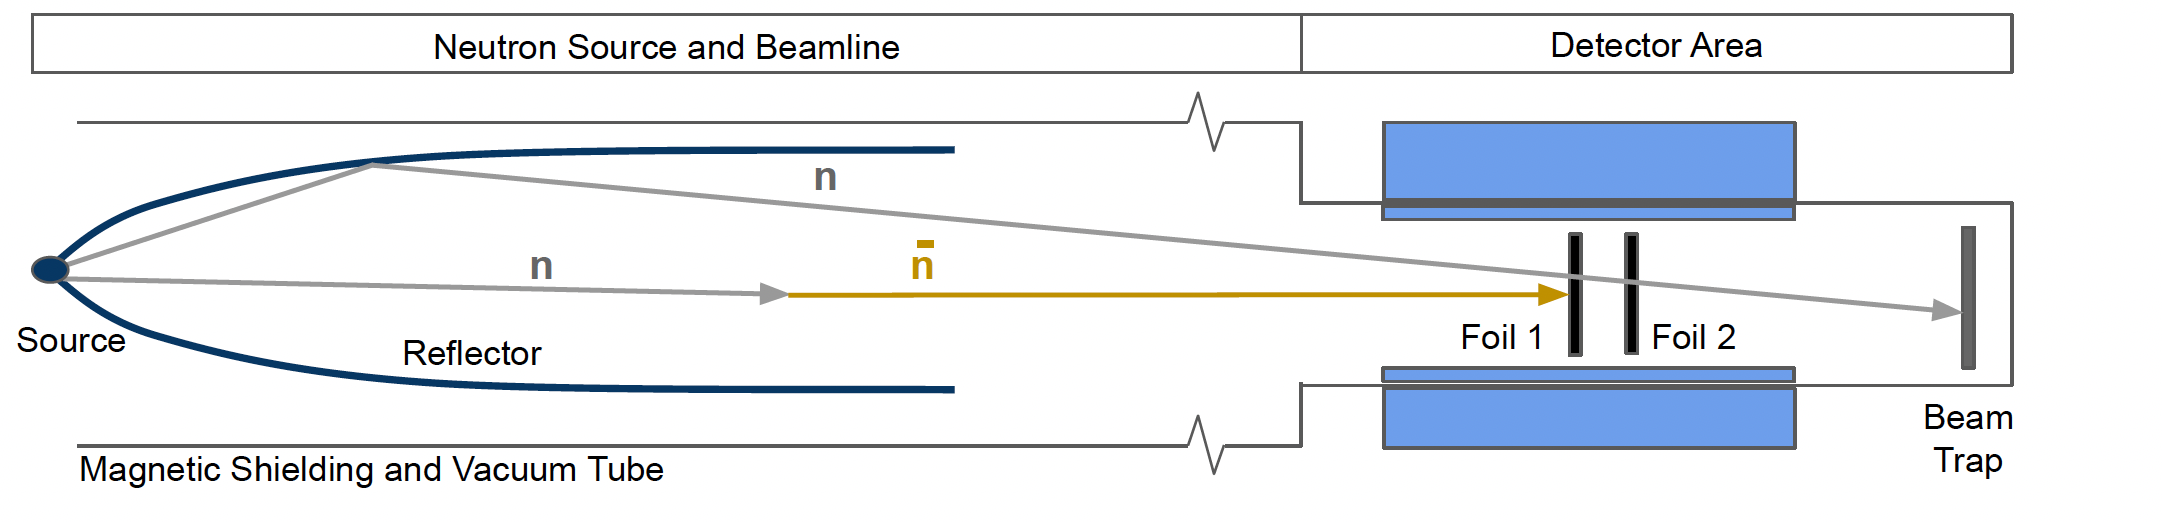 Neutron Source and Beamline
Detector Area
n
n
n̄
Source
Reflector
Foil 1
Foil 2
Beam
Trap
Magnetic Shielding and Vacuum Tube